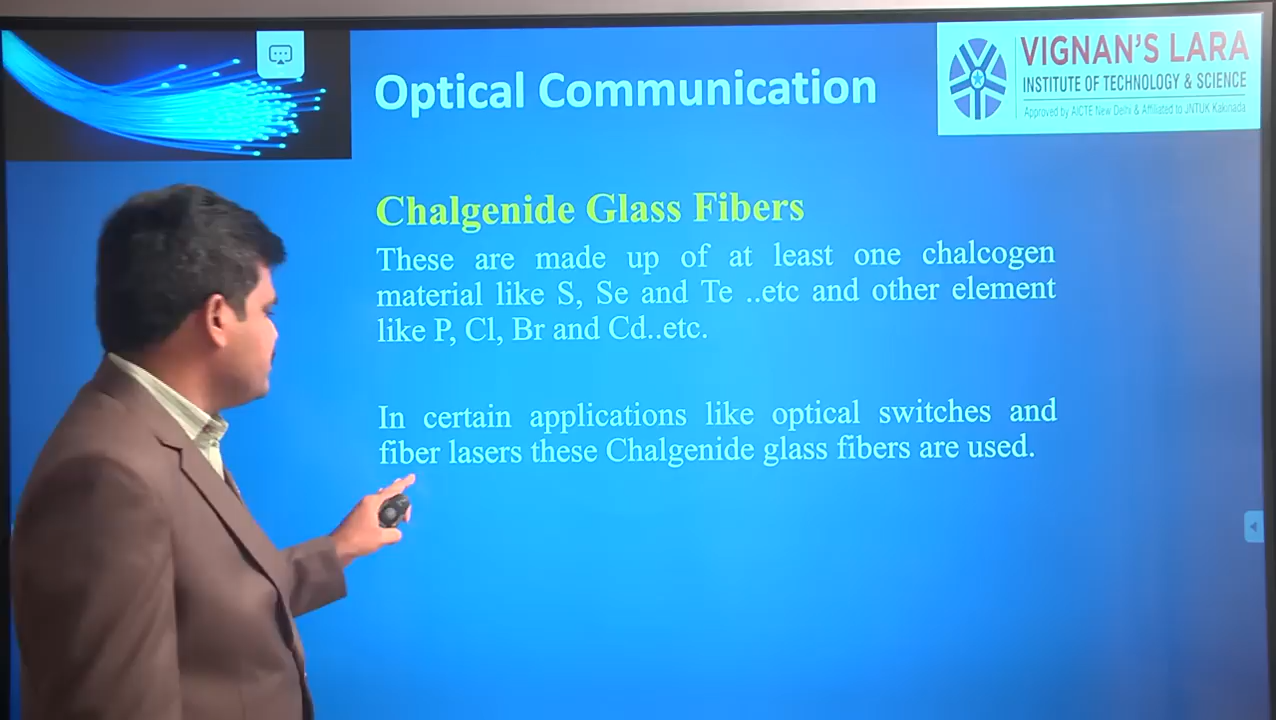 Optical Communication
VIGNAN'S LARA
INSTITUTE OF TECHNOLOGY & SCIENCE
Approved by AICTE New Delhi & Affiliated to JNTUK Kakinada
Chalgenide Glass Fibers
These are made up of at least one chalcogen
material like S, Se and Te ..etc and other element
like P, Cl, Br and Cd..etc.
In certain applications like optical switches and
fiber lasers these Chalgenide glass fibers are used.